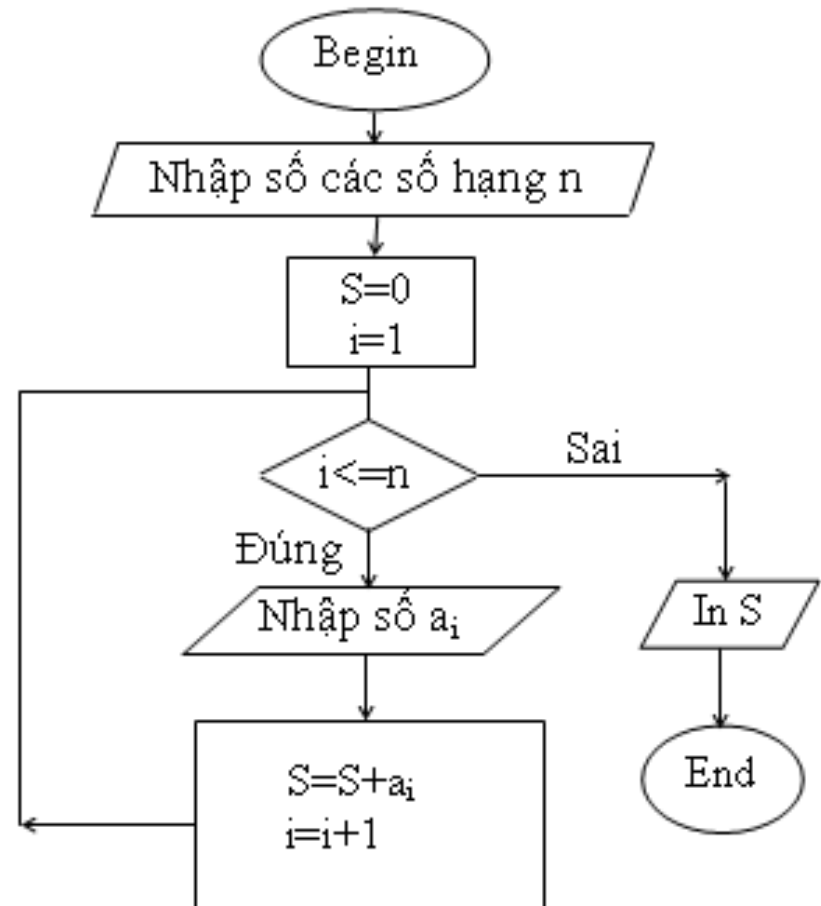 Begin
Nhập số các số hạng n
S=0
i=1
i<=n
Sai
Đúng
Nhập số aᵢ
In S
S=S+aᵢ
i=i+1
End